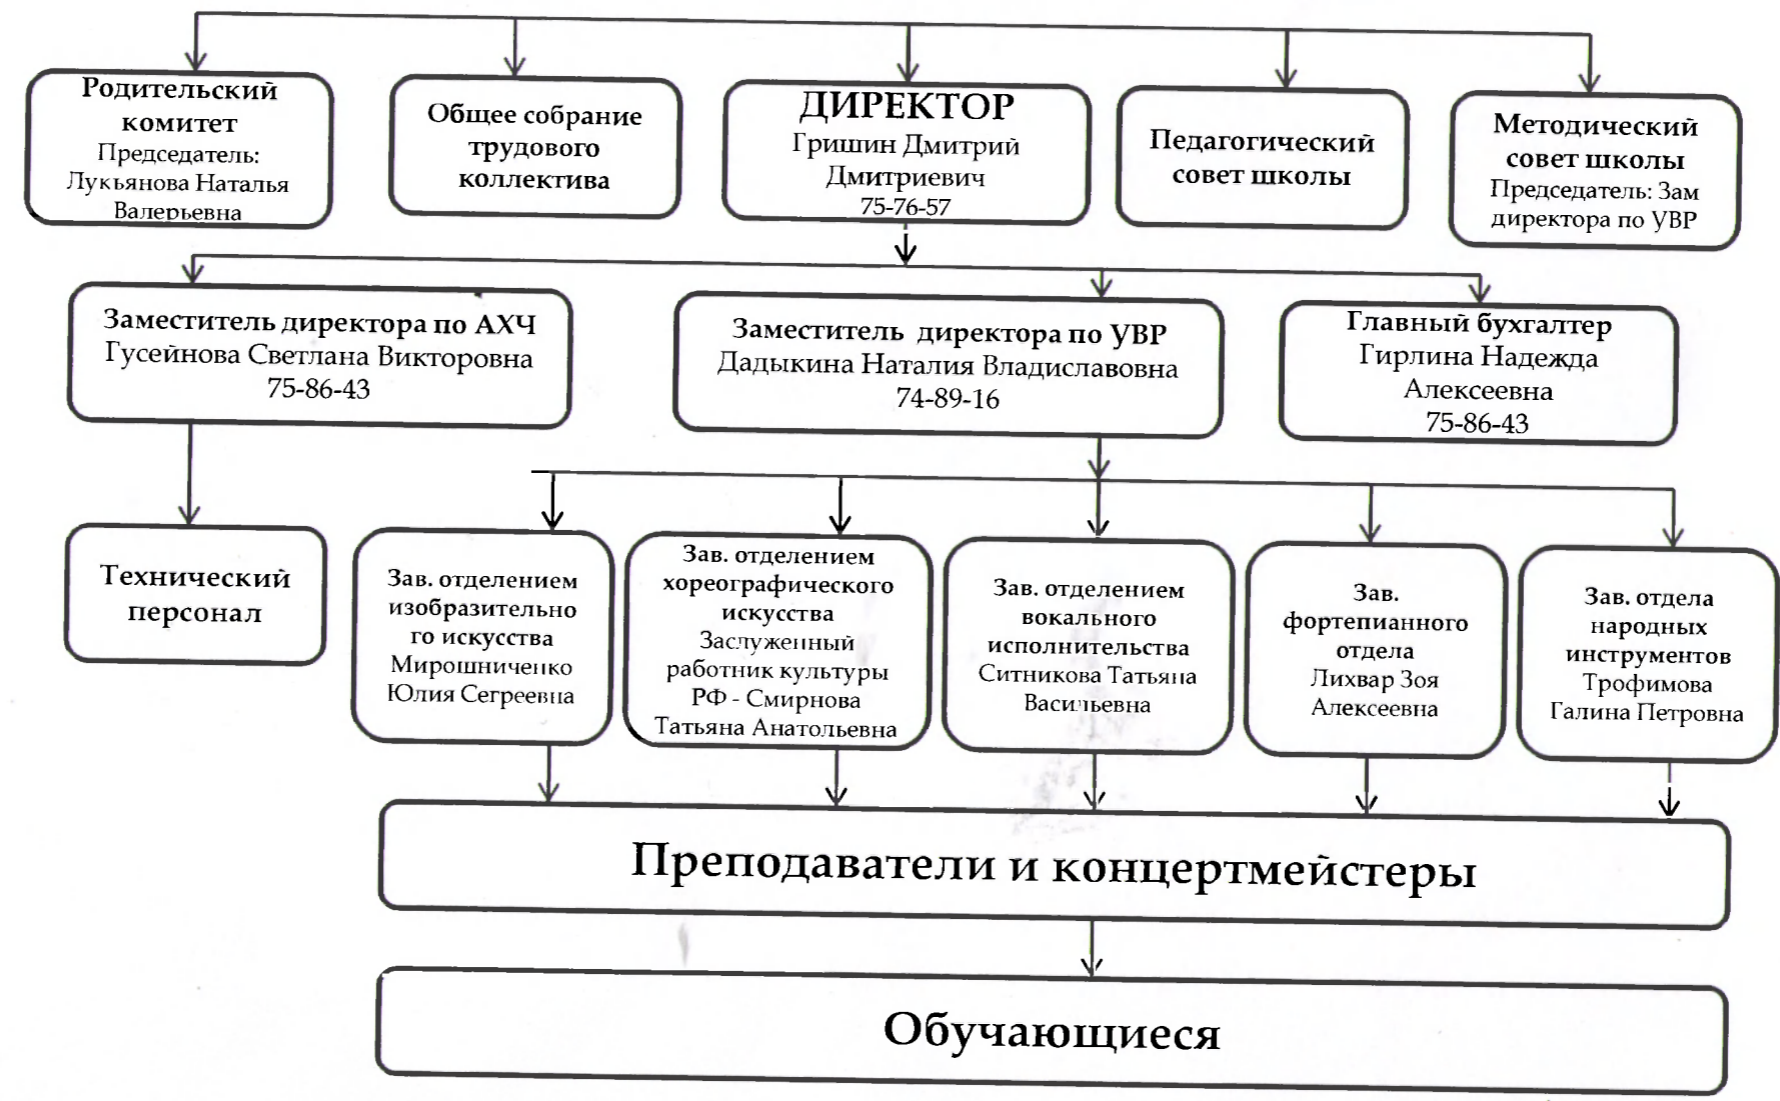 Родительский
комитет
Председатель:
Лукьянова Наталья
Валерьевна
Общее собрание
трудового
коллектива
ДИРЕКТОР
Гришин Дмитрий
Дмитриевич
75-76-57
Педагогический
совет школы
Методический
совет школы
Председатель: Зам
директора по УВР
Заместитель директора по АХЧ
Гусейнова Светлана Викторовна
75-86-43
Заместитель директора по УВР
Дадыкина Наталия Владиславовна
74-89-16
Главный бухгалтер
Гирлина Надежда
Алексеевна
75-86-43
Технический
персонал
Зав. отделением
изобразительно
го искусства
Мирошниченко
Юлия Сегреевна
Зав. отделением
хореографического
искусства
Заслуженный
работник культуры
РФ - Смирнова
Татьяна Анатольевна
Зав. отделением
вокального
исполнительства
Ситникова Татьяна
Васильевна
Зав.
фортепианного
отдела
Лихвар Зоя
Алексеевна
Зав. отдела
народных
инструментов
Трофимова
Галина Петровна
Преподаватели и концертмейстеры
Обучающиеся